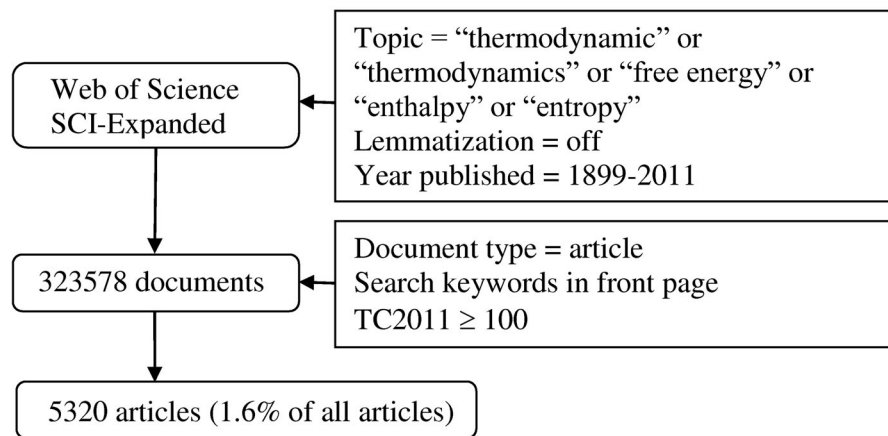 Web of Science
SCI-Expanded
Topic = “thermodynamic” or
“thermodynamics” or “free energy” or
“enthalpy” or “entropy”
Lemmatization = off
Year published = 1899-2011
323578 documents
Document type = article
Search keywords in front page
TC2011 ≥ 100
5320 articles (1.6% of all articles)